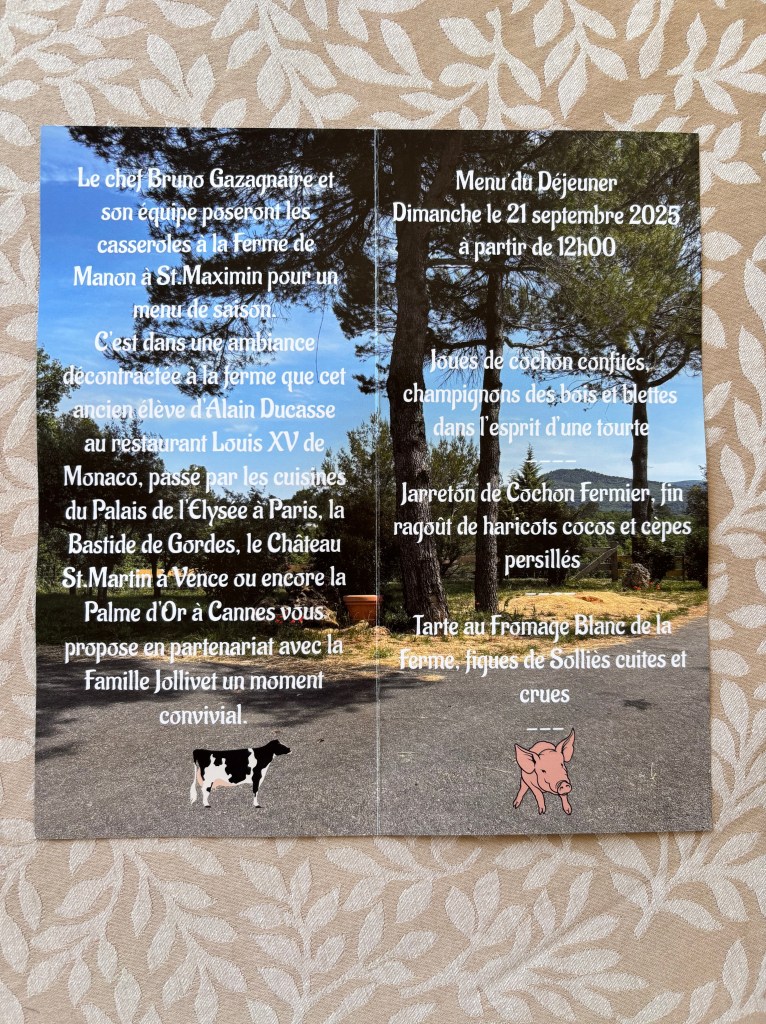 Le chef Bruno Gazagnaire et
son équipe poseront les
casseroles à la Ferme de
Manon à St.Maximin pour un
menu de saison.
C'est dans une ambiance
décontractée à la ferme que cet
ancien élève d'Alain Ducasse
au restaurant Louis XV de
Monaco, passé par les cuisines
du Palais de l'Elysée à Paris, la
Bastide de Gordes, le Château
St.Martin à Vence ou encore la
Palme d'Or à Cannes vous
propose en partenariat avec la
Famille Jollivet un moment
convivial.
Menu du Déjeuner
Dimanche le 21 septembre 2025
à partir de 12h00
Joues de cochon confites,
champignons des bois et blettes
dans l'esprit d'une tourte
___
Jarreton de Cochon Fermier, fin
ragoût de haricots cocos et cèpes
persillés
___
Tarte au Fromage Blanc de la
Ferme, figues de Solliès cuites et
crues
___